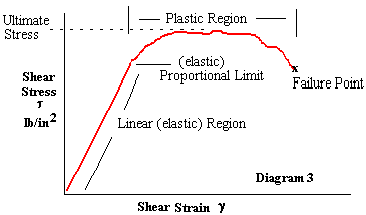 Plastic Region
Ultimate
Stress
(elastic)
Proportional Limit
Failure Point
Shear
Stress
τ
lb/in2
Linear (elastic) Region
Diagram 3
Shear Strain γ
x